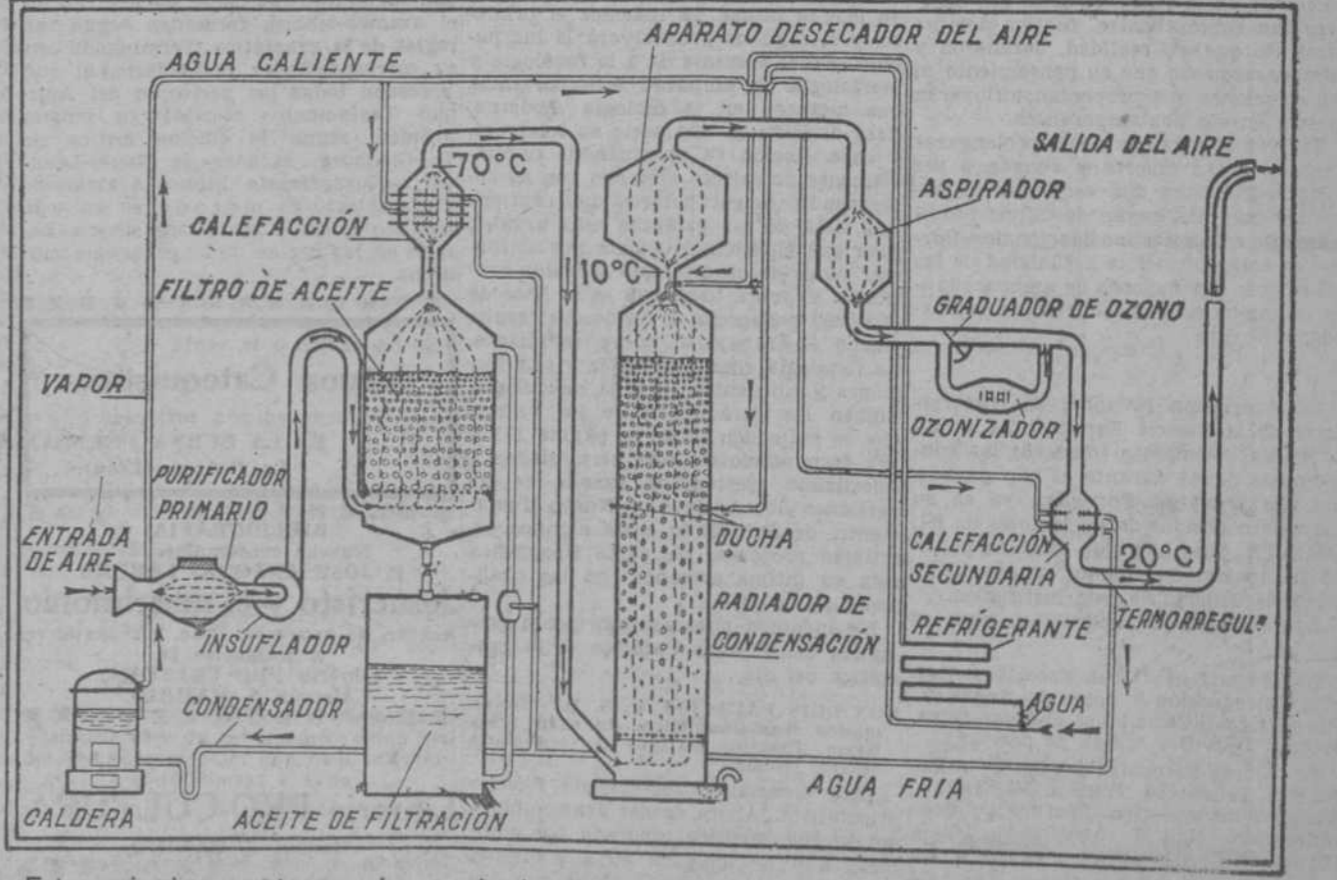 APARATO DESECADOR DEL AIRE
AGUA CALIENTE
70°C
SALIDA DEL AIRE
ASPIRADOR
CALEFACCIÓN
10°C
FILTRO DE ACEITE
GRADUADOR DE OZONO
VAPOR
OZONIZADOR
PURIFICADOR
PRIMARIO
ENTRADA
DE AIRE
DUCHA
CALEFACCIÓN
SECUNDARIA
20°C
RADIADOR DE
CONDENSACIÓN
TERMORREGULR
REFRIGERANTE
INSUFLADOR
CONDENSADOR
AGUA
AGUA FRIA
CALDERA
ACEITE DE FILTRACIÓN